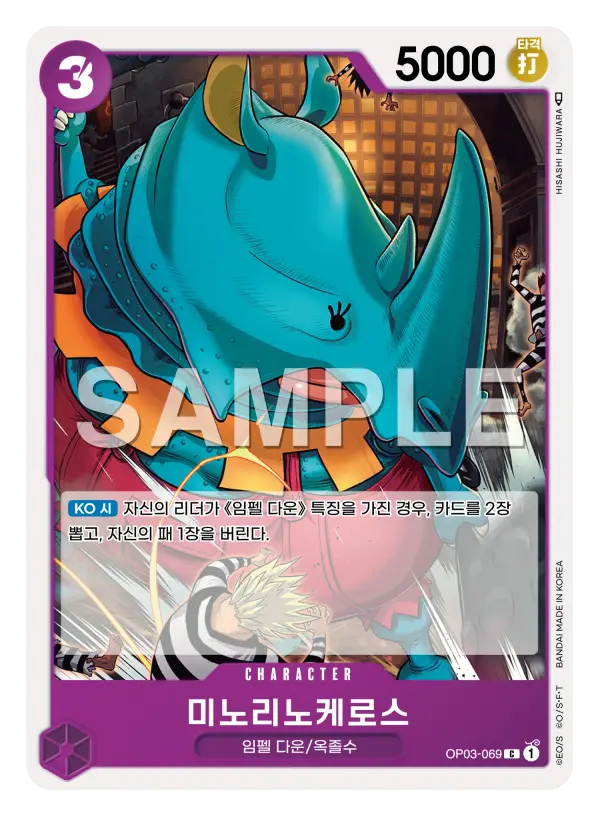 3
5000
타격
打
HISASHI HUJIWARA
SAMPLE
KO 시 자신의 리더가 《임펠 다운》 특징을 가진 경우, 카드를 2장
뽑고, 자신의 패 1장을 버린다.
BANDAI MADE IN KOREA
©EO/S ©O/S·F·T
CHARACTER
미노리노케로스
임펠 다운/옥졸수
OP03-069 C 1